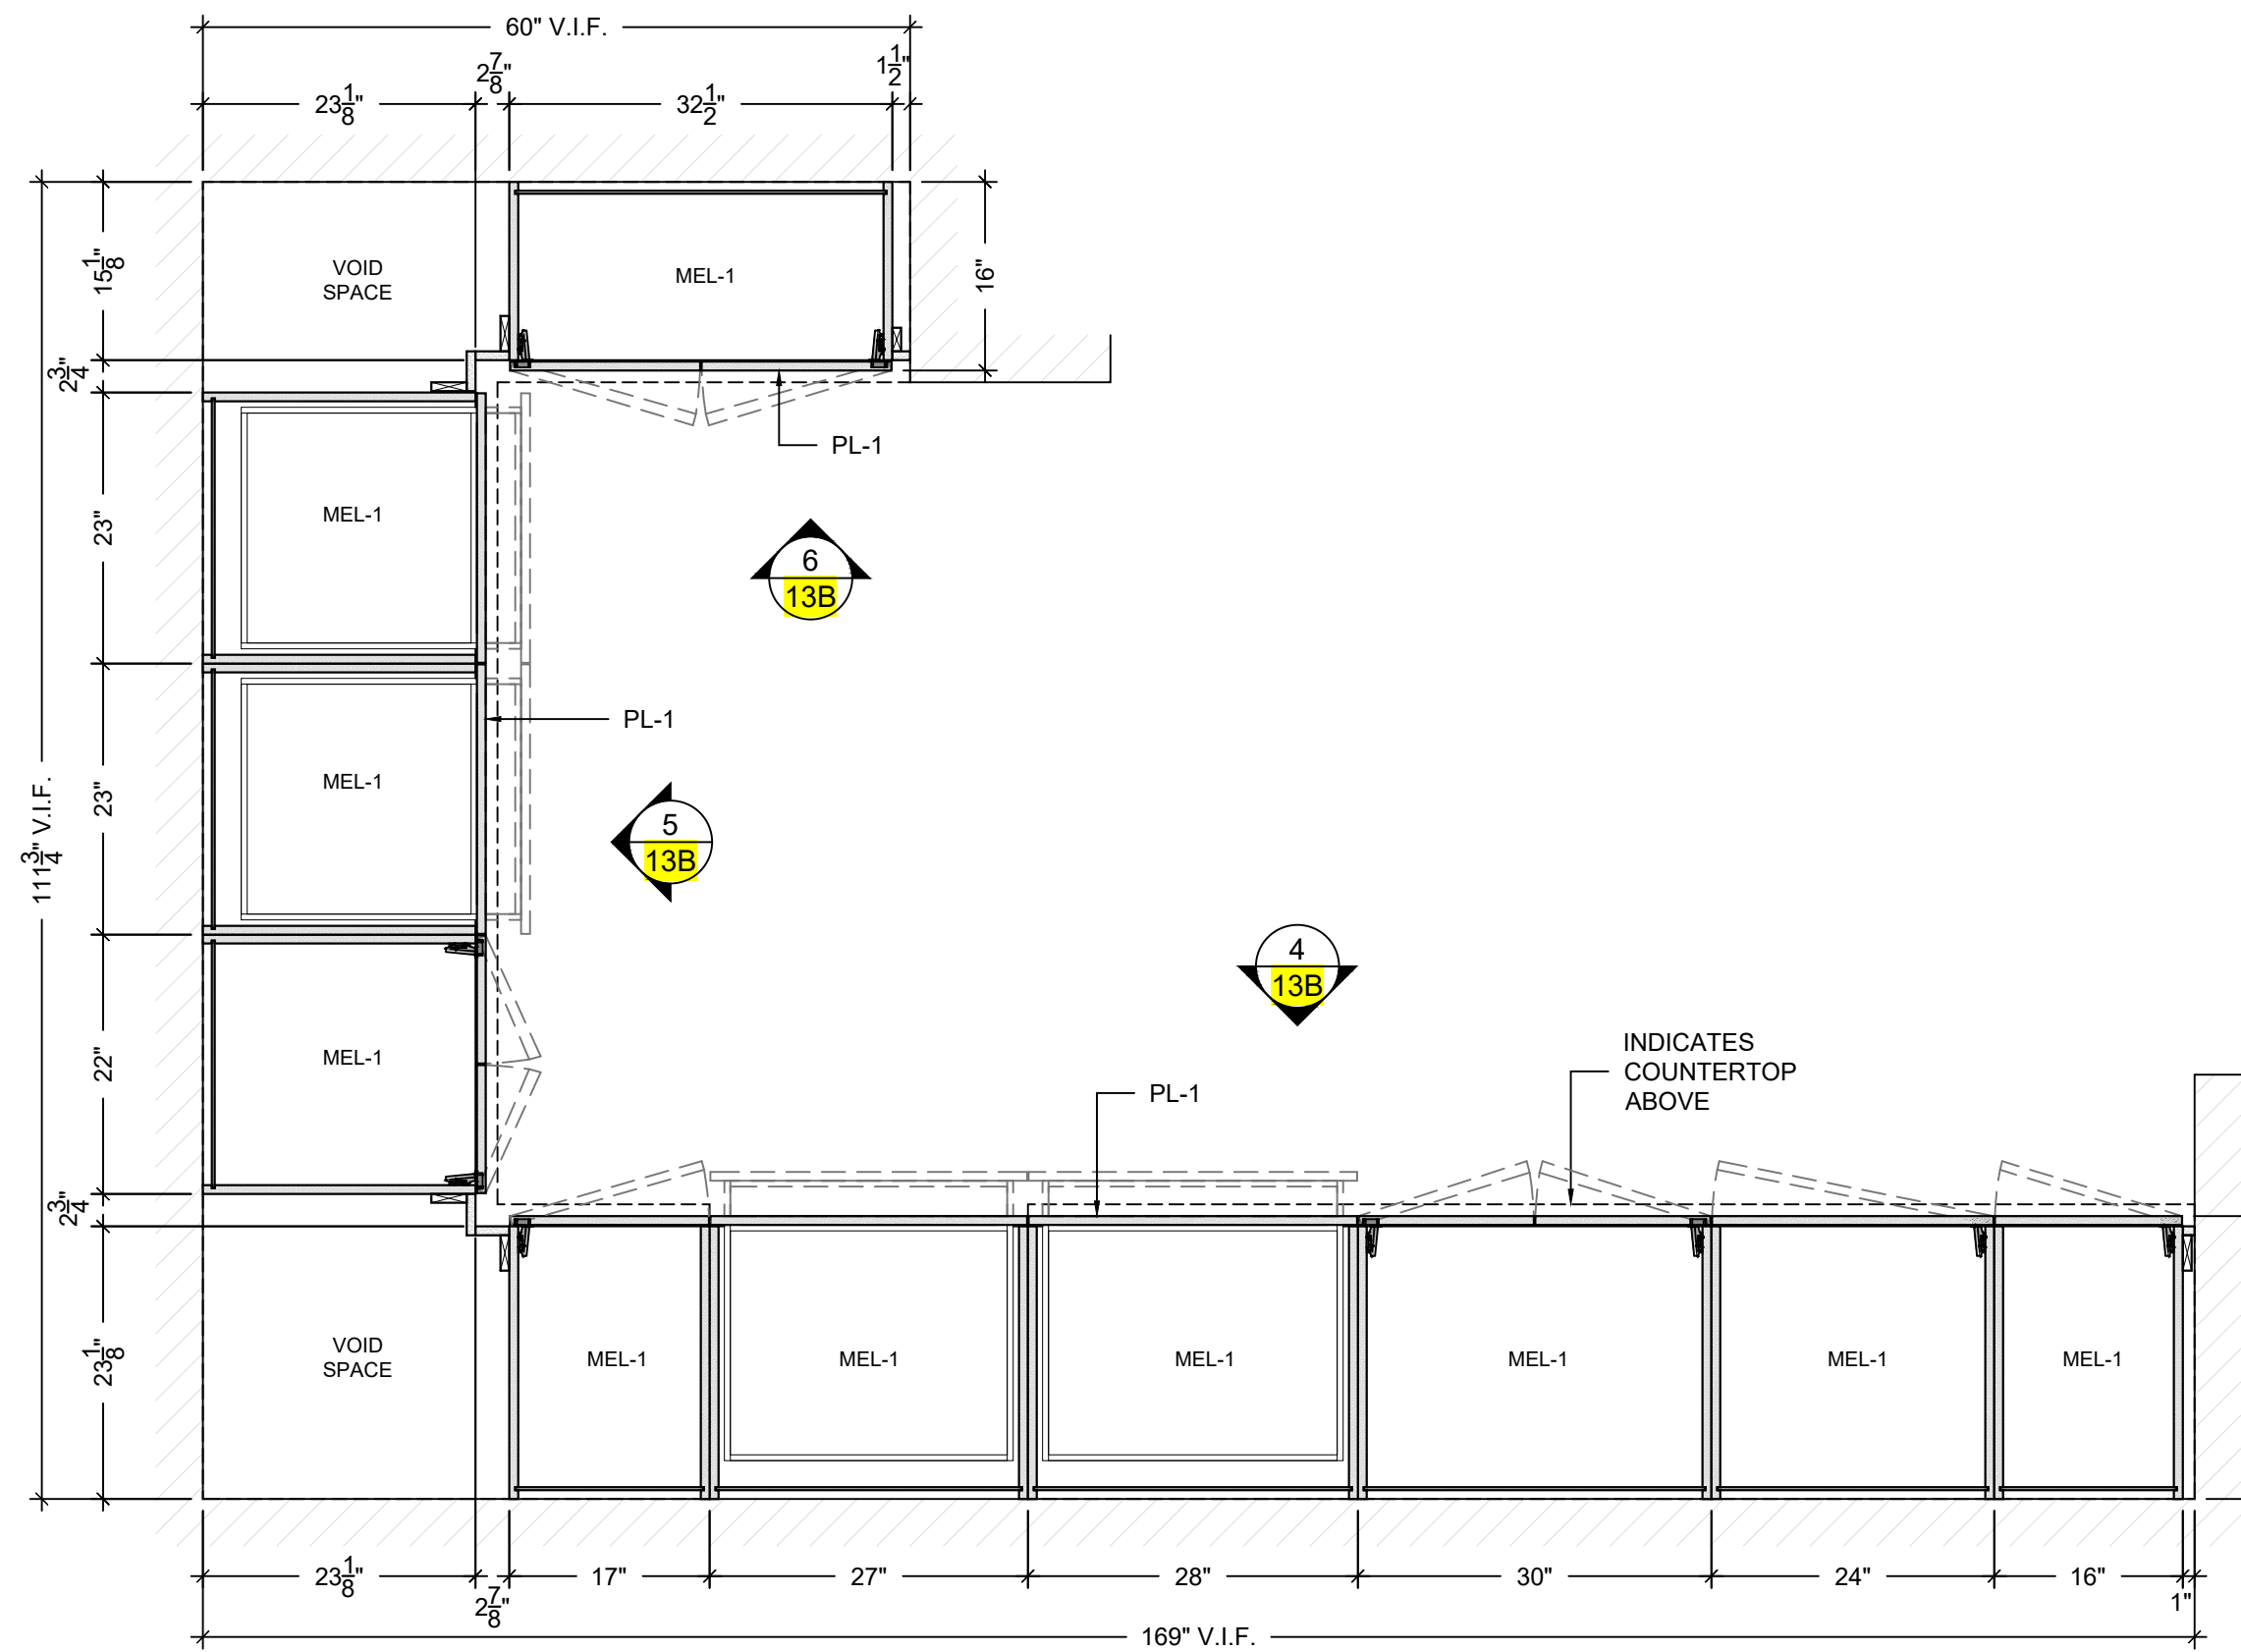 60" V.I.F.
23 1/8"
2 7/8"
32 1/2"
1 1/2"
111 3/4" V.I.F.
15 1/8"
2 3/4"
23"
23"
22"
2 3/4"
23 1/8"
16"
VOID
SPACE
MEL-1
PL-1
MEL-1
6
13B
PL-1
MEL-1
5
13B
4
13B
MEL-1
INDICATES
COUNTERTOP
ABOVE
PL-1
VOID
SPACE
MEL-1
MEL-1
MEL-1
MEL-1
MEL-1
MEL-1
23 1/8"
2 7/8"
17"
27"
28"
30"
24"
16"
1"
169" V.I.F.